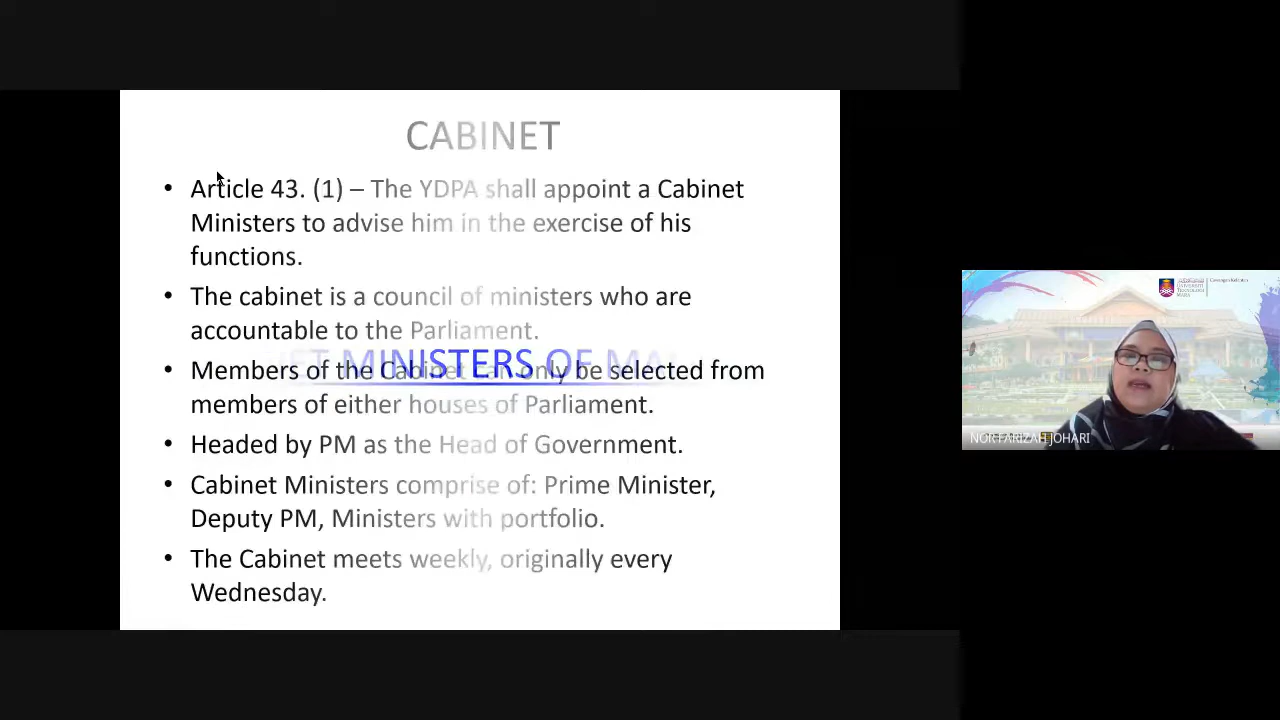 CABINET
• Article 43. (1) – The YDPA shall appoint a Cabinet
Ministers to advise him in the exercise of his
functions.
• The cabinet is a council of ministers who are
accountable to the Parliament.
MINISTERS OF
• Members of the Cabinet can only be selected from
members of either houses of Parliament.
• Headed by PM as the Head of Government.
• Cabinet Ministers comprise of: Prime Minister,
Deputy PM, Ministers with portfolio.
• The Cabinet meets weekly, originally every
Wednesday.
UNIVERSITI
TEKNOLOGI
MARA
NOR FARIZAH JOHARI